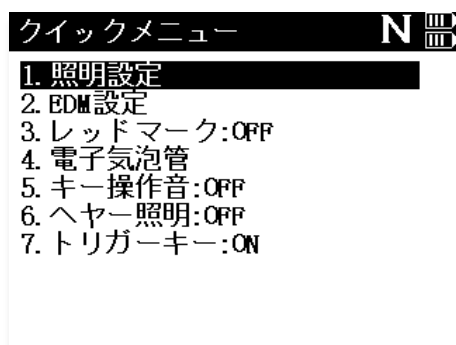 クイックメニュー N
1. 照明設定
2. EDM設定
3. レッドマーク:OFF
4. 電子気泡管
5. キー操作音:OFF
6. ヘヤー照明:OFF
7. トリガーキー:ON